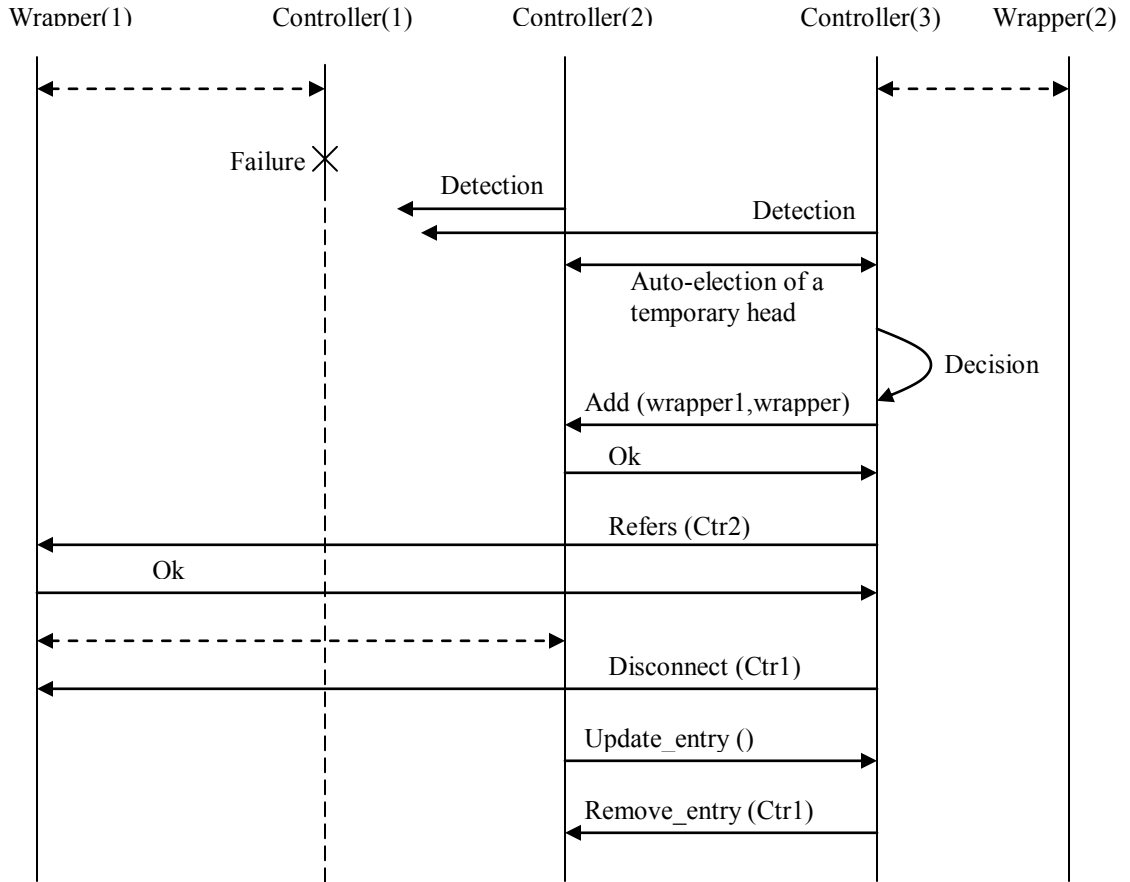 Wrapper(1)
Controller(1)
Controller(2)
Controller(3)
Wrapper(2)
Failure
Detection
Detection
Auto-election of a
temporary head
Decision
Add (wrapper1,wrapper)
Ok
Refers (Ctr2)
Ok
Disconnect (Ctr1)
Update_entry ()
Remove_entry (Ctr1)